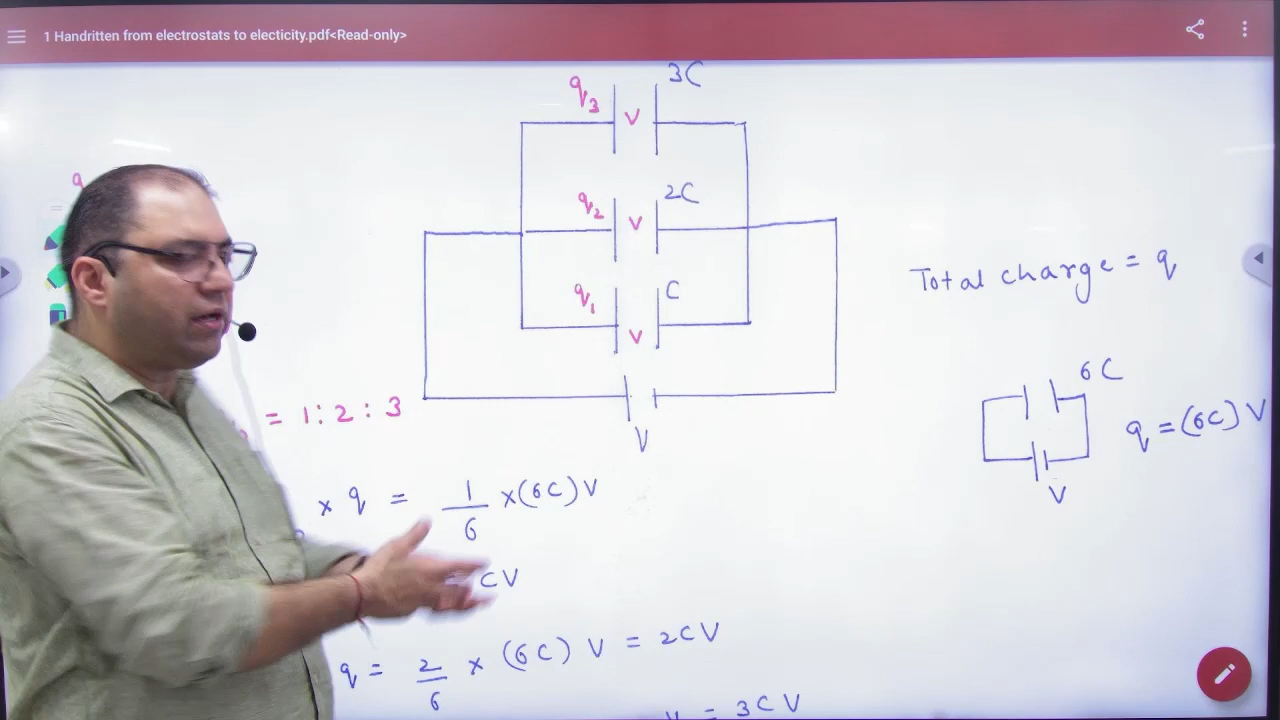 1 Handritten from electrostats to electicity.pdf<Read-only>
3C
q3
V
2C
q2
V
C
q1
V
V
Total charge = q
6C
q = (6C) V
V
= 1 : 2 : 3
× q = 1/6 × (6C) V
CV
q = 2/6 × (6C) V = 2CV
= 3CV